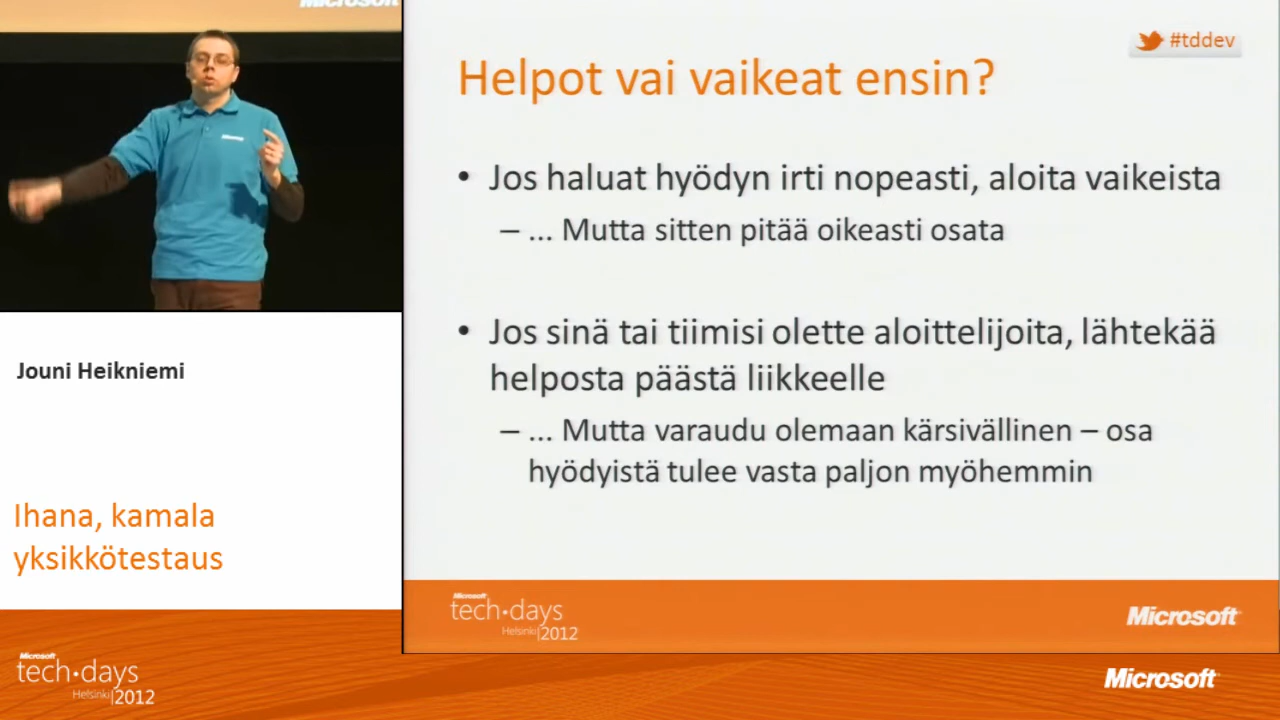 Microsoft
#tddev
Helpot vai vaikeat ensin?
• Jos haluat hyödyn irti nopeasti, aloita vaikeista
– ... Mutta sitten pitää oikeasti osata
• Jos sinä tai tiimisi olette aloittelijoita, lähtekää
helposta päästä liikkeelle
– ... Mutta varaudu olemaan kärsivällinen – osa
hyödyistä tulee vasta paljon myöhemmin
Microsoft
tech·days
Helsinki|2012
Microsoft
Jouni Heikniemi
Ihana, kamala
yksikkötestaus
Microsoft
tech·days
Helsinki|2012
Microsoft